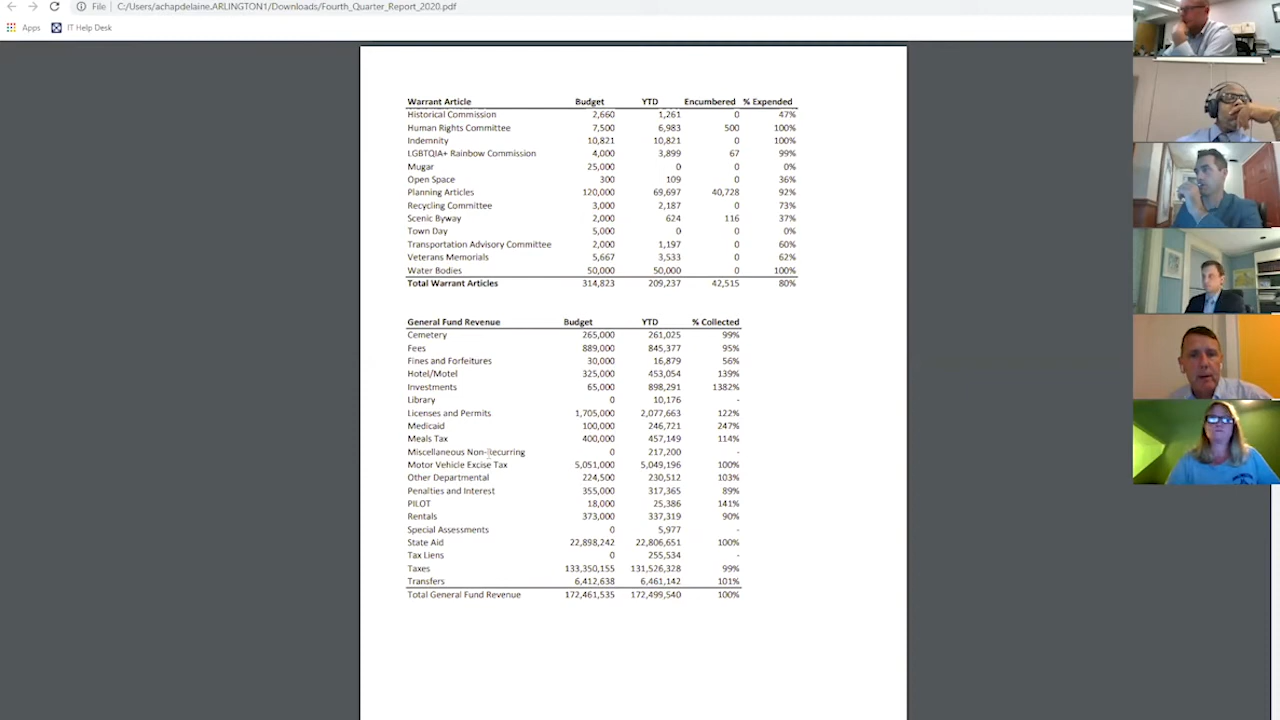 File C:/Users/achapdelaine.ARLINGTON1/Downloads/Fourth_Quarter_Report_2020.pdf
Apps IT Help Desk
Warrant Article Budget YTD Encumbered % Expended
Historical Commission 2,660 1,261 0 47%
Human Rights Committee 7,500 6,983 500 100%
Indemnity 10,821 10,821 0 100%
LGBTQIA+ Rainbow Commission 4,000 3,899 67 99%
Mugar 25,000 0 0 0%
Open Space 300 109 0 36%
Planning Articles 120,000 69,697 40,728 92%
Recycling Committee 3,000 2,187 0 73%
Scenic Byway 2,000 624 116 37%
Town Day 5,000 0 0 0%
Transportation Advisory Committee 2,000 1,197 0 60%
Veterans Memorials 5,667 3,533 0 62%
Water Bodies 50,000 50,000 0 100%
Total Warrant Articles 314,823 209,237 42,515 80%
General Fund Revenue Budget YTD % Collected
Cemetery 265,000 261,025 99%
Fees 889,000 845,377 95%
Fines and Forfeitures 30,000 16,879 56%
Hotel/Motel 325,000 453,054 139%
Investments 65,000 898,291 1382%
Library 0 10,176 -
Licenses and Permits 1,705,000 2,077,663 122%
Medicaid 100,000 246,721 247%
Meals Tax 400,000 457,149 114%
Miscellaneous Non-Recurring 0 217,200 -
Motor Vehicle Excise Tax 5,051,000 5,049,196 100%
Other Departmental 224,500 230,512 103%
Penalties and Interest 355,000 317,365 89%
PILOT 18,000 25,386 141%
Rentals 373,000 337,319 90%
Special Assessments 0 5,977 -
State Aid 22,898,242 22,806,651 100%
Tax Liens 0 255,534 -
Taxes 133,350,155 131,526,328 99%
Transfers 6,412,638 6,461,142 101%
Total General Fund Revenue 172,461,535 172,499,540 100%